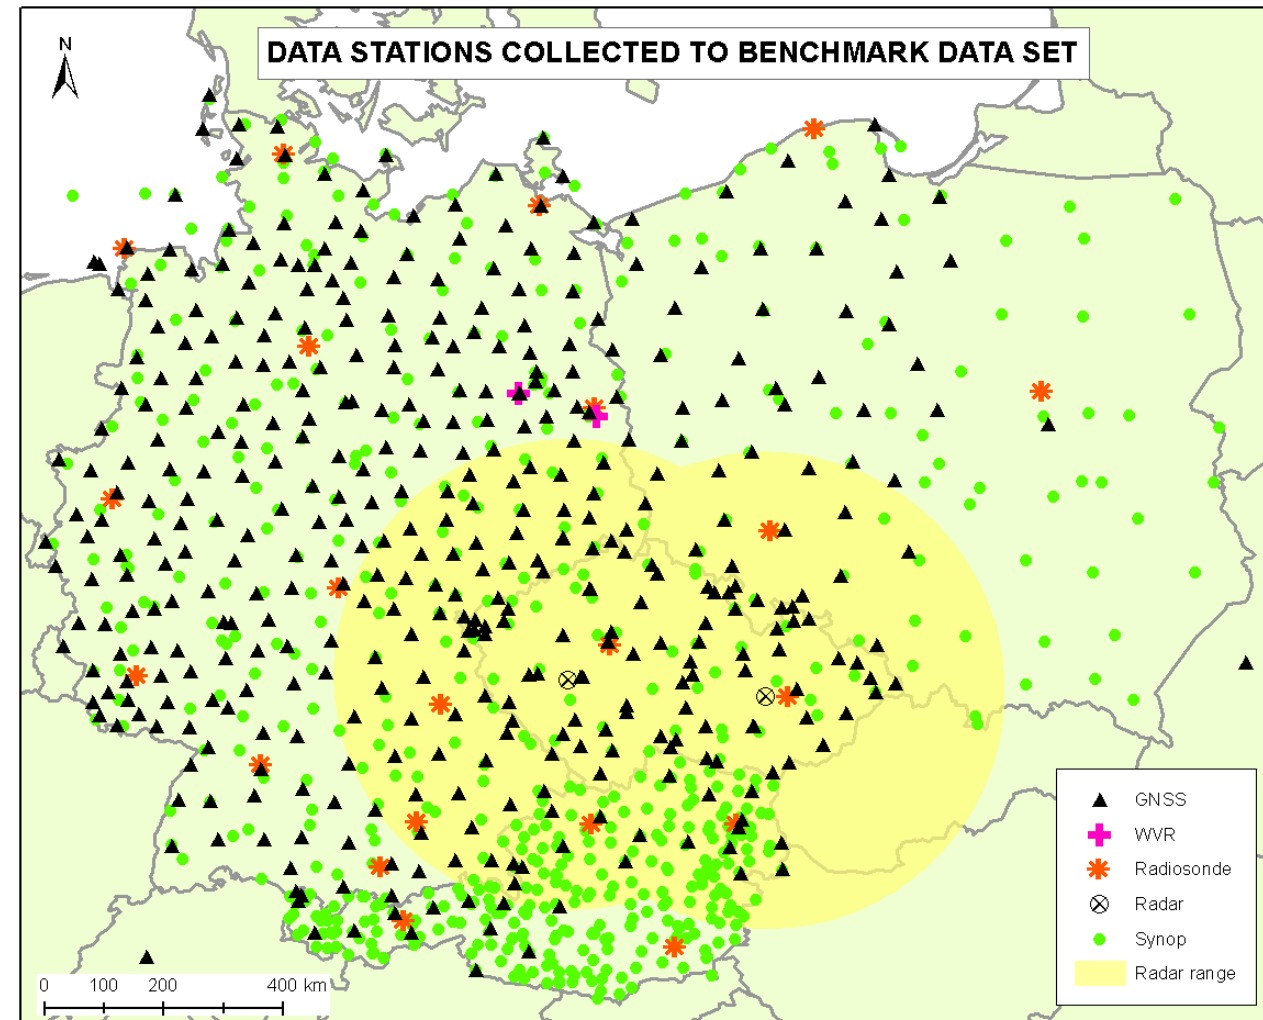 DATA STATIONS COLLECTED TO BENCHMARK DATA SET
N
GNSS
WVR
Radiosonde
Radar
Synop
Radar range
0 100 200 400 km